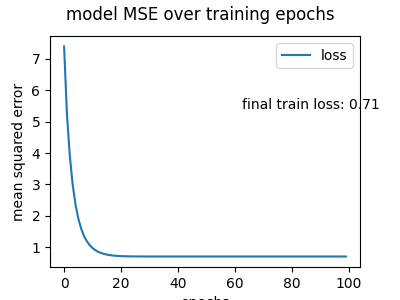 model MSE over training epochs
loss
final train loss: 0.71
mean squared error
7
6
5
4
3
2
1
0 20 40 60 80 100
epochs